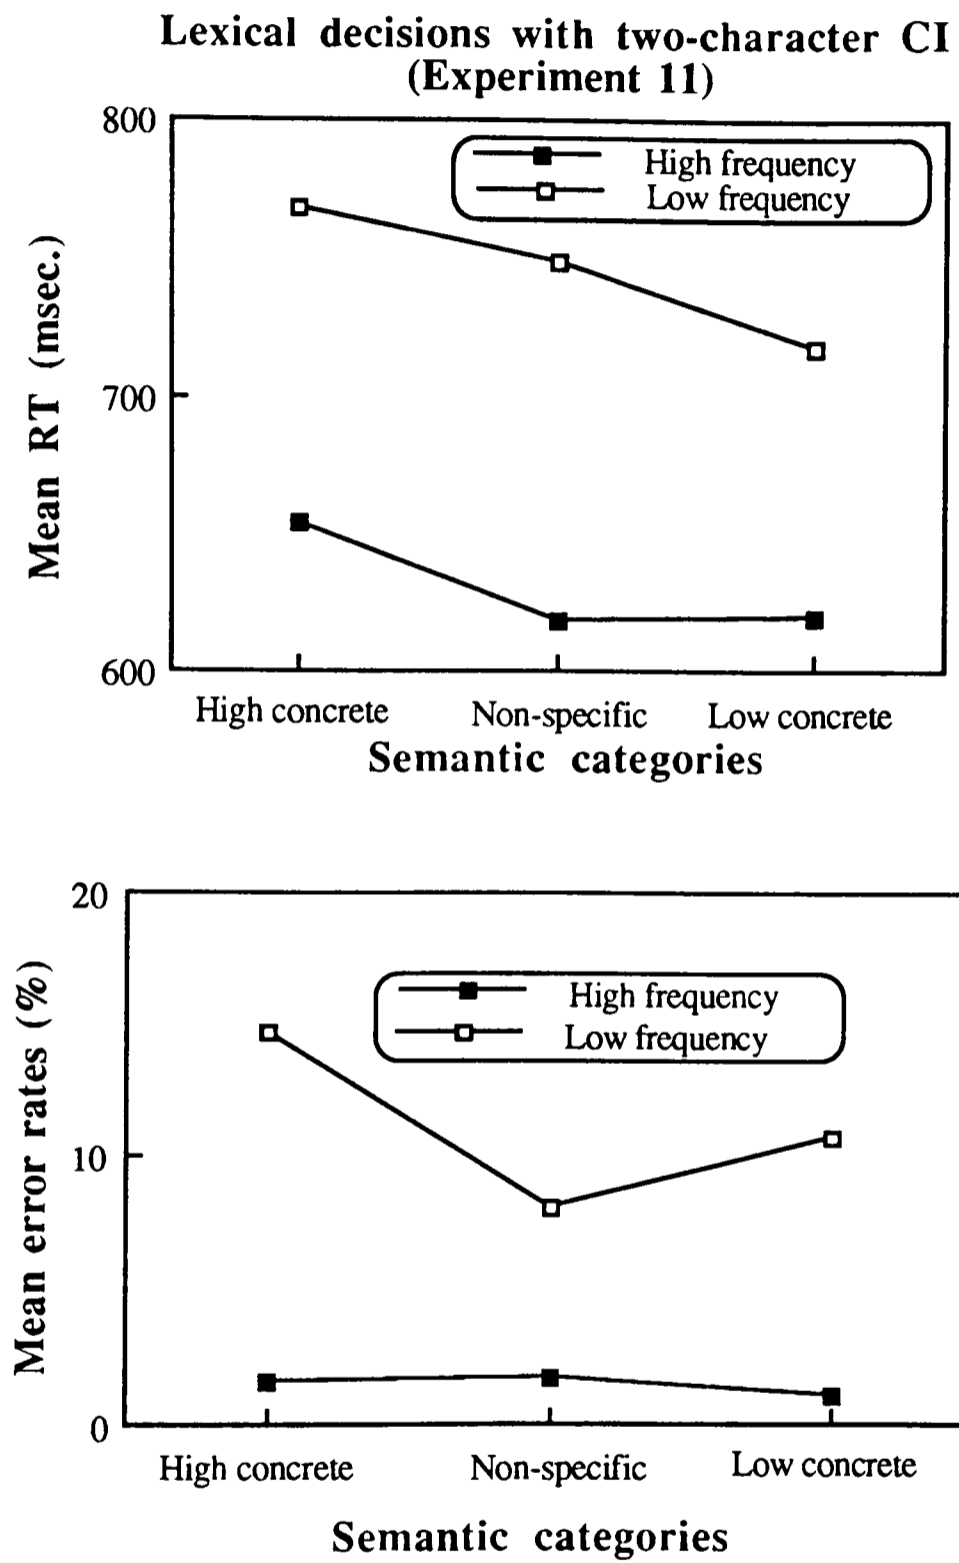 Lexical decisions with two-character CI
(Experiment 11)
800
High frequency
Low frequency
Mean RT (msec.)
700
600
High concrete Non-specific Low concrete
Semantic categories
20
High frequency
Low frequency
Mean error rates (%)
10
0
High concrete Non-specific Low concrete
Semantic categories